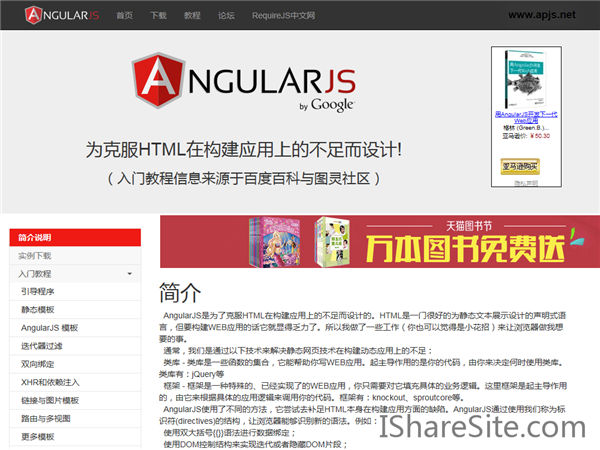 ANGULARJS 首页 下载 教程 论坛 RequireJS中文网 www.apjs.net
ANGULARJS
by Google
为克服HTML在构建应用上的不足而设计!
（入门教程信息来源于百度百科与图灵社区）
用AngularJS开发下一代
Web应用
用AngularJS开发下一代
Web应用
格林 (Green.B.)...
亚马逊价: ￥50.30
亚马逊购买
隐私声明
天猫图书节
万本图书免费送
简介说明
实例下载
入门教程
引导程序
静态模板
AngularJS 模板
迭代器过滤
双向绑定
XHR和依赖注入
链接与图片模板
路由与多视图
更多模板
简介
AngularJS是为了克服HTML在构建应用上的不足而设计的。HTML是一门很好的为静态文本展示设计的声明式语
言，但要构建WEB应用的话它就显得乏力了。所以我做了一些工作（你也可以觉得是小花招）来让浏览器做我想
要的事。
通常，我们是通过以下技术来解决静态网页技术在构建动态应用上的不足：
类库 - 类库是一些函数的集合，它能帮助你写WEB应用。起主导作用的是你的代码，由你来决定何时使用类库。
类库有：jQuery等
框架 - 框架是一种特殊的、已经实现了的WEB应用，你只需要对它填充具体的业务逻辑。这里框架是起主导作用
的，由它来根据具体的应用逻辑来调用你的代码。框架有：knockout、sproutcore等。
AngularJS使用了不同的方法，它尝试去补足HTML本身在构建应用方面的缺陷。AngularJS通过使用我们称为标
识符(directives)的结构，让浏览器能够识别新的语法。例如：
使用双大括号{{}}语法进行数据绑定；
使用DOM控制结构来实现迭代或者隐藏DOM片段；
IShareSite.com